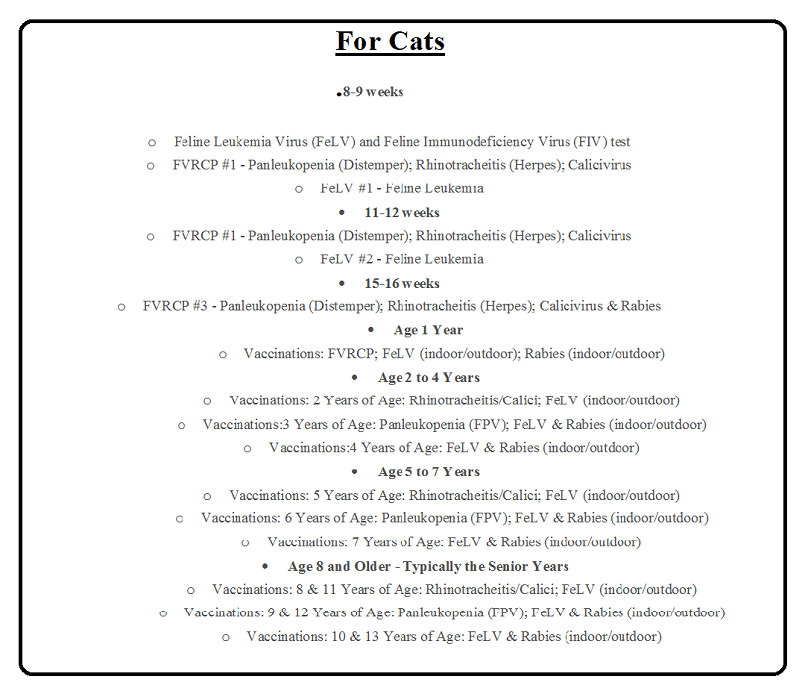 For Cats
•8-9 weeks
o Feline Leukemia Virus (FeLV) and Feline Immunodeficiency Virus (FIV) test
o FVRCP #1 - Panleukopenia (Distemper); Rhinotracheitis (Herpes); Calicivirus
o FeLV #1 - Feline Leukemia
• 11-12 weeks
o FVRCP #1 - Panleukopenia (Distemper); Rhinotracheitis (Herpes); Calicivirus
o FeLV #2 - Feline Leukemia
• 15-16 weeks
o FVRCP #3 - Panleukopenia (Distemper); Rhinotracheitis (Herpes); Calicivirus & Rabies
• Age 1 Year
o Vaccinations: FVRCP; FeLV (indoor/outdoor); Rabies (indoor/outdoor)
• Age 2 to 4 Years
o Vaccinations: 2 Years of Age: Rhinotracheitis/Calici; FeLV (indoor/outdoor)
o Vaccinations:3 Years of Age: Panleukopenia (FPV); FeLV & Rabies (indoor/outdoor)
o Vaccinations:4 Years of Age: FeLV & Rabies (indoor/outdoor)
• Age 5 to 7 Years
o Vaccinations: 5 Years of Age: Rhinotracheitis/Calici; FeLV (indoor/outdoor)
o Vaccinations: 6 Years of Age: Panleukopenia (FPV); FeLV & Rabies (indoor/outdoor)
o Vaccinations: 7 Years of Age: FeLV & Rabies (indoor/outdoor)
• Age 8 and Older - Typically the Senior Years
o Vaccinations: 8 & 11 Years of Age: Rhinotracheitis/Calici; FeLV (indoor/outdoor)
o Vaccinations: 9 & 12 Years of Age: Panleukopenia (FPV); FeLV & Rabies (indoor/outdoor)
o Vaccinations: 10 & 13 Years of Age: FeLV & Rabies (indoor/outdoor)